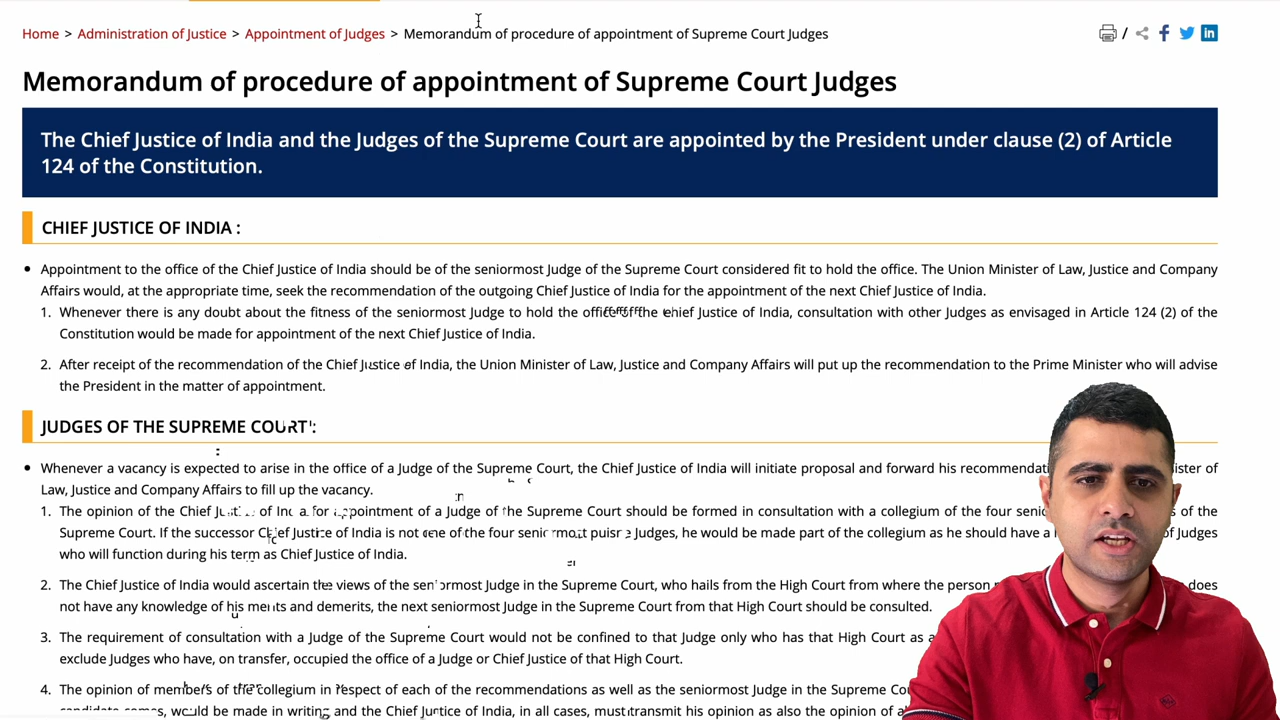 Home > Administration of Justice > Appointment of Judges > Memorandum of procedure of appointment of Supreme Court Judges
/ f in
Memorandum of procedure of appointment of Supreme Court Judges
The Chief Justice of India and the Judges of the Supreme Court are appointed by the President under clause (2) of Article
124 of the Constitution.
CHIEF JUSTICE OF INDIA :
• Appointment to the office of the Chief Justice of India should be of the seniormost Judge of the Supreme Court considered fit to hold the office. The Union Minister of Law, Justice and Company
Affairs would, at the appropriate time, seek the recommendation of the outgoing Chief Justice of India for the appointment of the next Chief Justice of India.
1. Whenever there is any doubt about the fitness of the seniormost Judge to hold the Justice of India, consultation with other Judges as envisaged in Article 124 (2) of the
Constitution would be made for appointment of the next Chief Justice of India.
2. After receipt of the recommendation of the Chief Justice of India, the Union Minister of Law, Justice and Company Affairs will put up the recommendation to the Prime Minister who will advise
the President in the matter of appointment.
JUDGES OF THE SUPREME COURT :
• Whenever a vacancy is expected to arise in the office of a Judge of the Supreme Court, the Chief Justice of India will initiate proposal and forward his of
Law, Justice and Company Affairs to fill up the vacancy.
1. The opinion of the Chief Justice of India for appointment of a Judge of the Supreme Court should be formed in consultation with a collegium of the four of the
Supreme Court. If the successor Chief Justice of India is not one of the four seniormost puisne Judges, he would be made part of the collegium as he should have a of Judges
who will function during his term as Chief Justice of India.
2. The Chief Justice of India would ascertain the views of the seniormost Judge in the Supreme Court, who hails from the High Court from where the person does
not have any knowledge of his merits and demerits, the next seniormost Judge in the Supreme Court from that High Court should be consulted.
3. The requirement of consultation with a Judge of the Supreme Court would not be confined to that Judge only who has that High Court as a
exclude Judges who have, on transfer, occupied the office of a Judge or Chief Justice of that High Court.
4. The opinion of members of the collegium in respect of each of the recommendations as well as the seniormost Judge in the Supreme
candidate comes, would be made in writing and the Chief Justice of India, in all cases, must transmit his opinion as also the opinion of